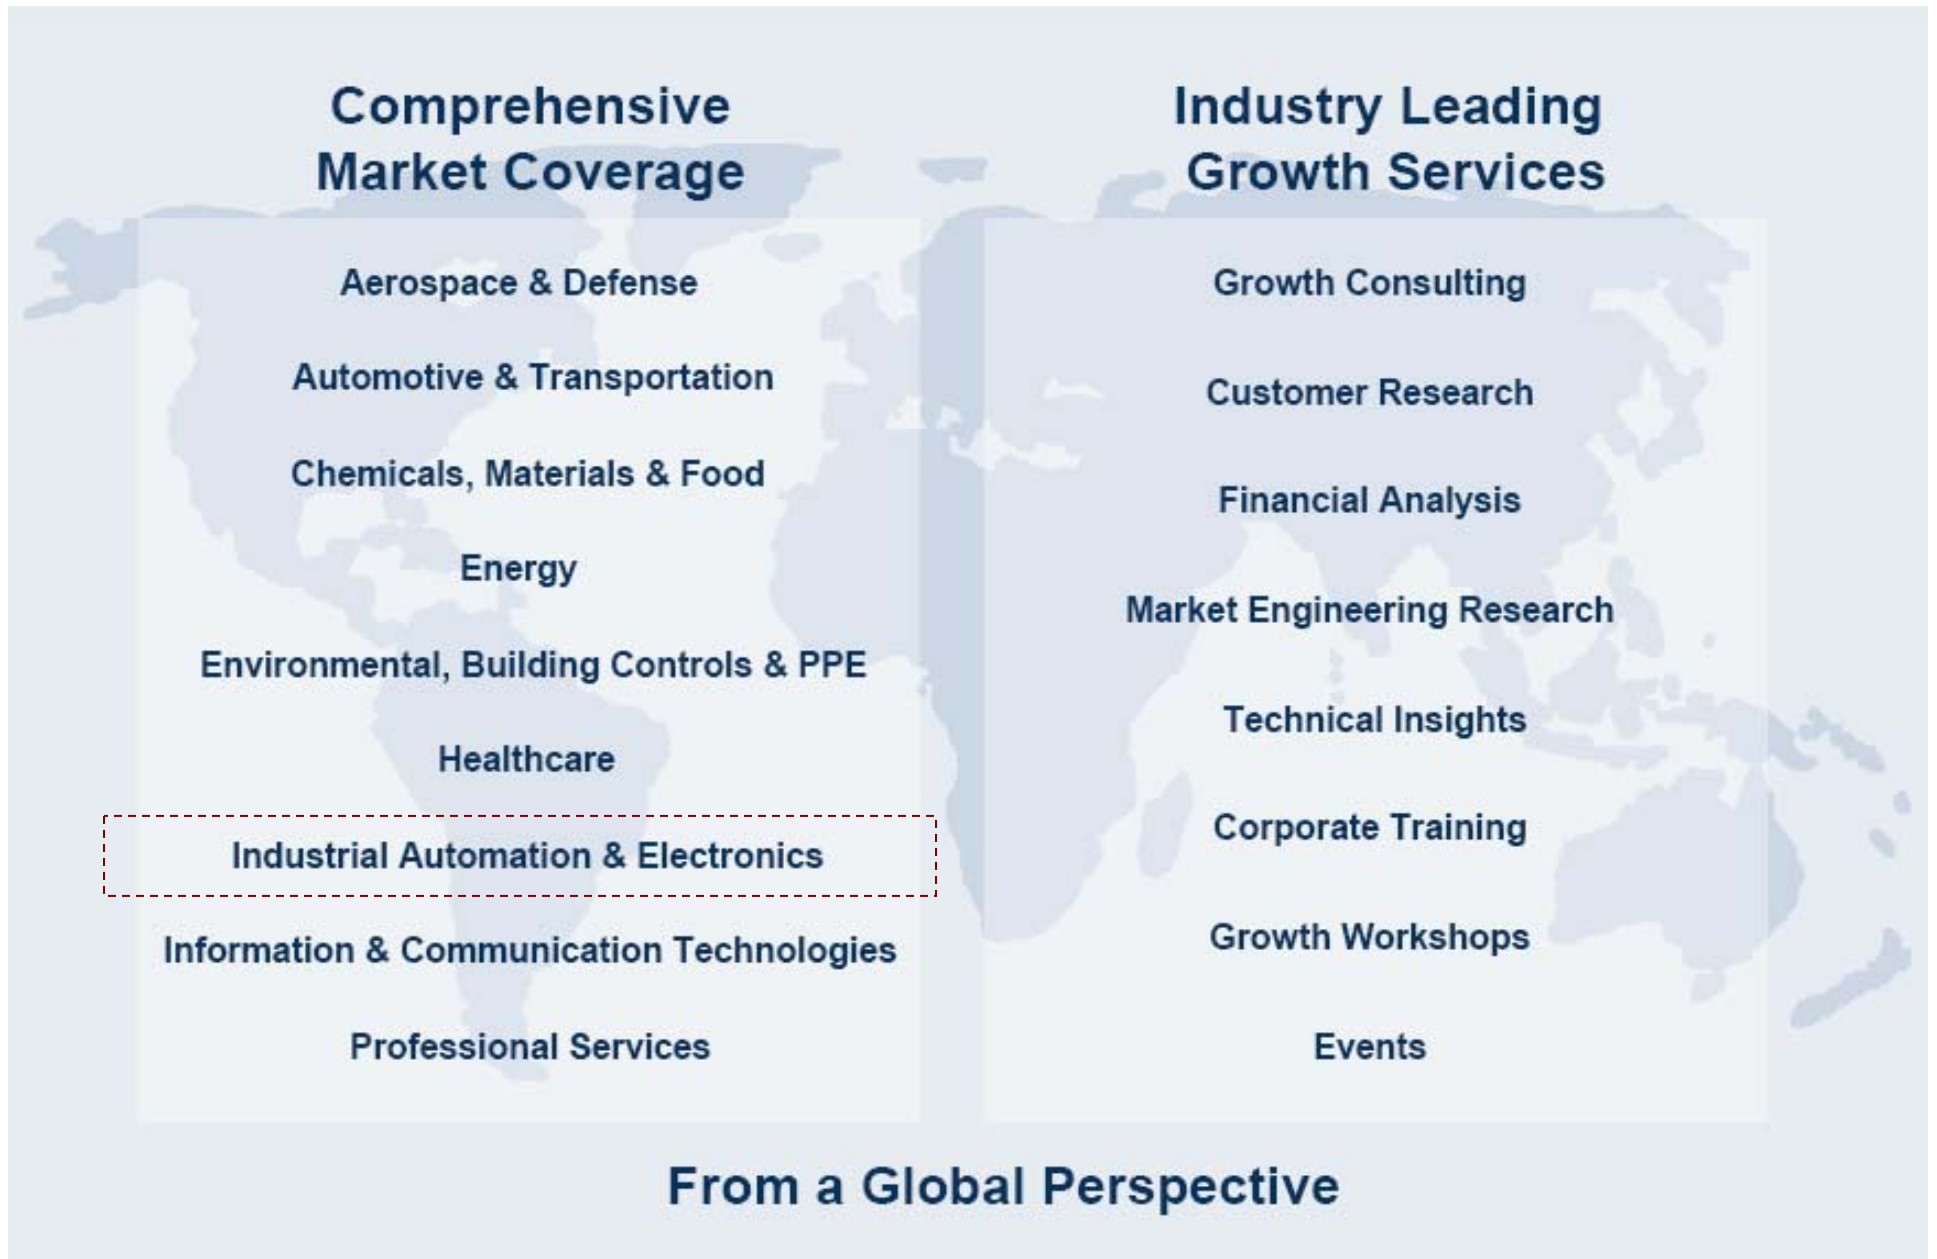 Comprehensive
Market Coverage
Aerospace & Defense
Automotive & Transportation
Chemicals, Materials & Food
Energy
Environmental, Building Controls & PPE
Healthcare
Industrial Automation & Electronics
Information & Communication Technologies
Professional Services
Industry Leading
Growth Services
Growth Consulting
Customer Research
Financial Analysis
Market Engineering Research
Technical Insights
Corporate Training
Growth Workshops
Events
From a Global Perspective